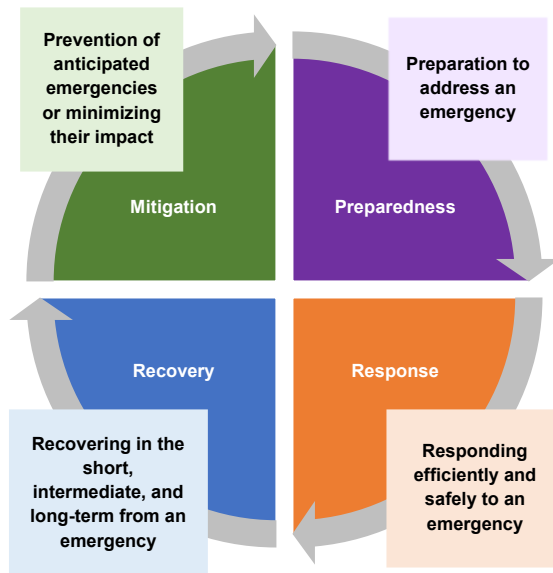 Prevention of
anticipated
emergencies
or minimizing
their impact
Preparation to
address an
emergency
Mitigation
Preparedness
Recovery
Response
Recovering in the
short,
intermediate, and
long-term from an
emergency
Responding
efficiently and
safely to an
emergency